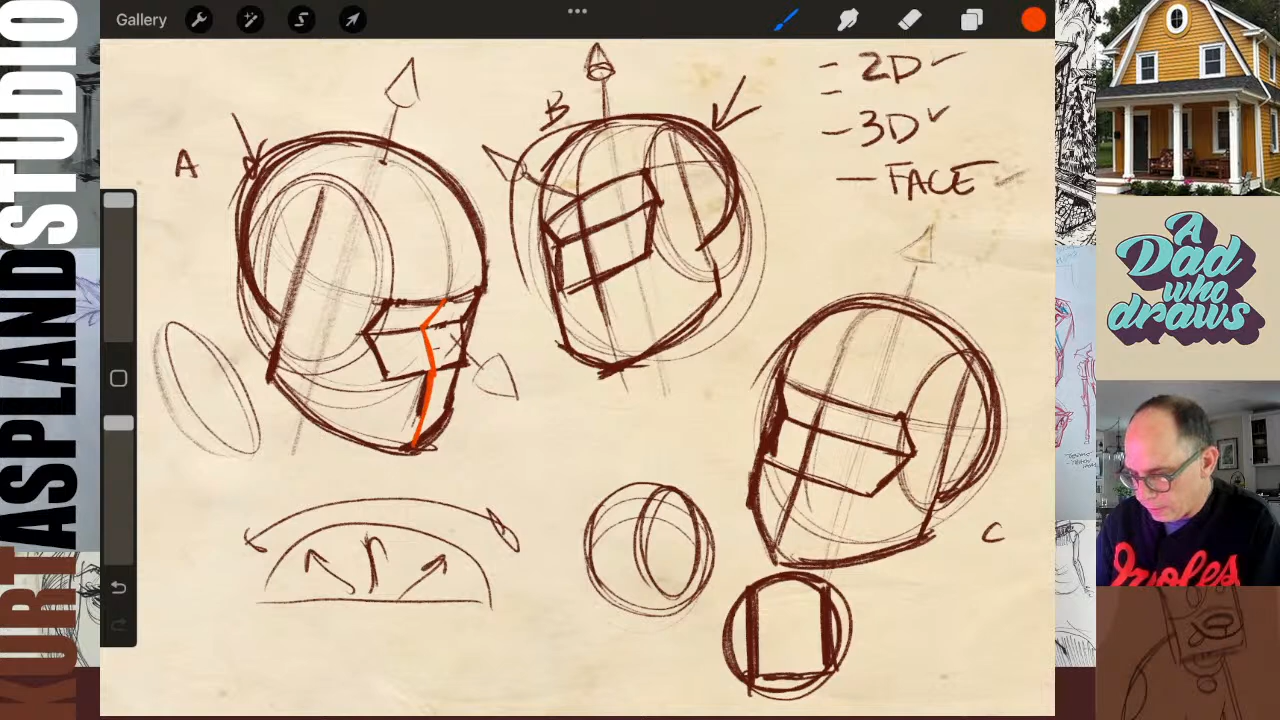 KURT ASPLAND STUDIO
Gallery
A
B
- 2D ✓
- 3D ✓
- FACE ✓
C
A
Dad
who
draws
Orioles